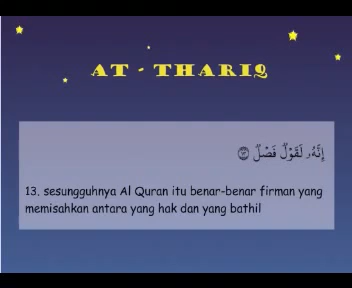 AT - THARIQ
إِنَّهُۥ لَقَوْلٌ فَصْلٌ ۝١٣
13. sesungguhnya Al Quran itu benar-benar firman yang
memisahkan antara yang hak dan yang bathil